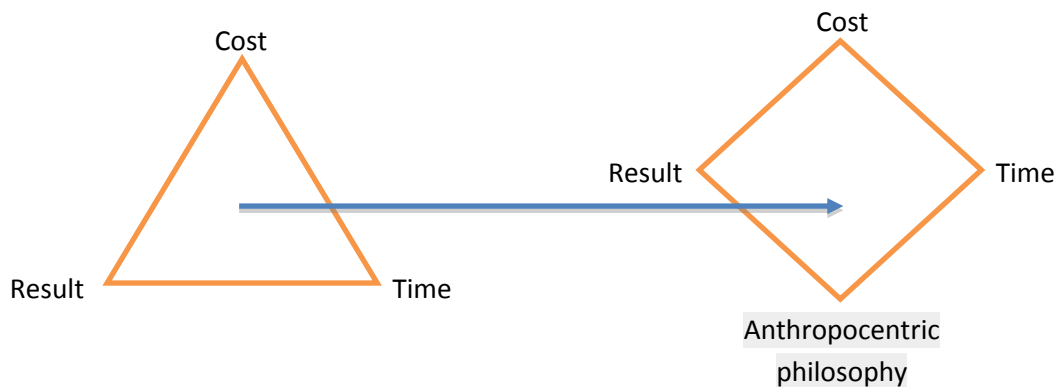 Cost
Result
Time
Cost
Result
Time
Anthropocentric
philosophy